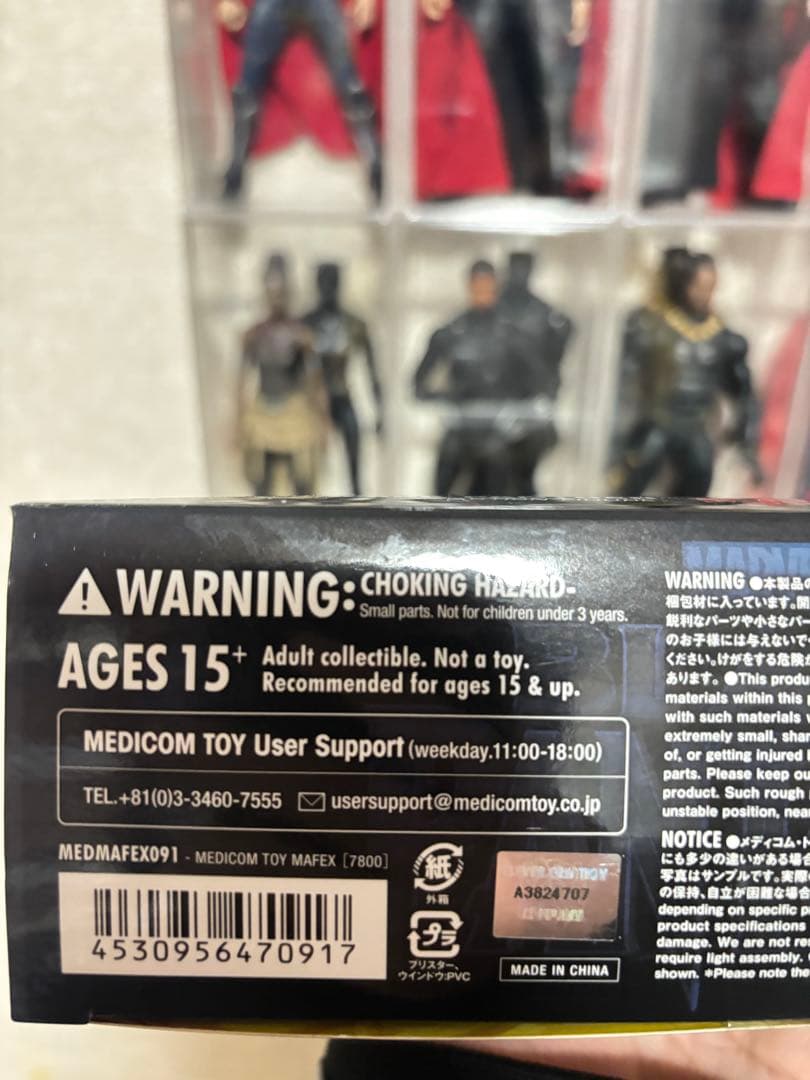 WARNING: CHOKING HAZARD-
Small parts. Not for children under 3 years.
AGES 15+ Adult collectible. Not a toy.
Recommended for ages 15 & up.
MEDICOM TOY User Support (weekday.11:00-18:00)
TEL.+81(0)3-3460-7555 usersupport@medicomtoy.co.jp
MEDMAFEX091 - MEDICOM TOY MAFEX [7800]
4530956470917
紙
外箱
プラ
ブリスター、
ウインドウ:PVC
A3824707
MADE IN CHINA
WARNING ●本製品の
梱包材に入っています。開
鋭利なパーツや小さなパー
のお子様には与えないで
ください。けがをする危険が
あります。 ●This produ
materials within this
with such materials
extremely small, shar
of, or getting injured
parts. Please keep ou
product. Such rough
unstable position, nea
NOTICE ●メディコム・ト
にも多少の違いがある場合
写真はサンプルです。実際の
の保持、自立が困難な場合
depending on specific p
product specifications
damage. We are not re
require light assembly.
shown. *Please note the